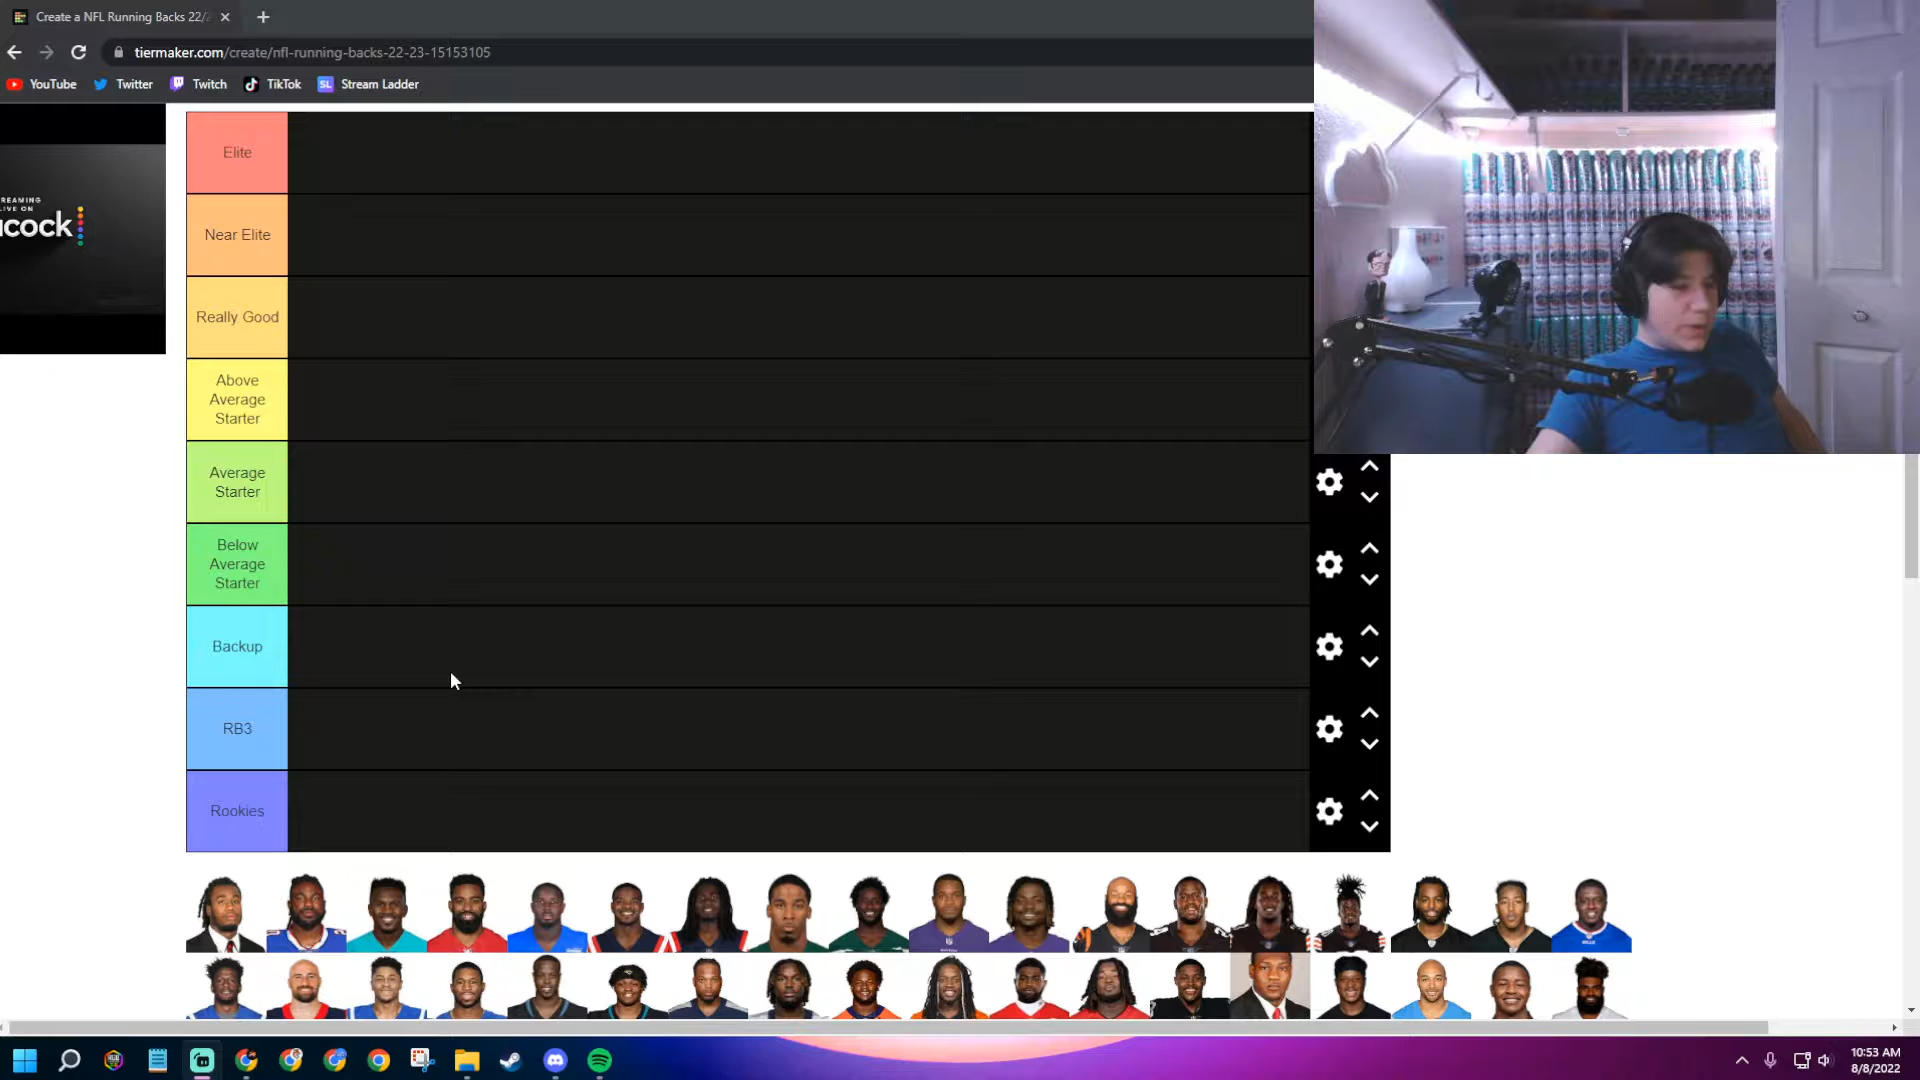 Create a NFL Running Backs 22/
tiermaker.com/create/nfl-running-backs-22-23-15153105
YouTube
Twitter
Twitch
TikTok
SL
Stream Ladder
REAMING
LIVE ON
cock
Elite
Near Elite
Really Good
Above
Average
Starter
Average
Starter
Below
Average
Starter
Backup
RB3
Rookies
10:53 AM
8/8/2022